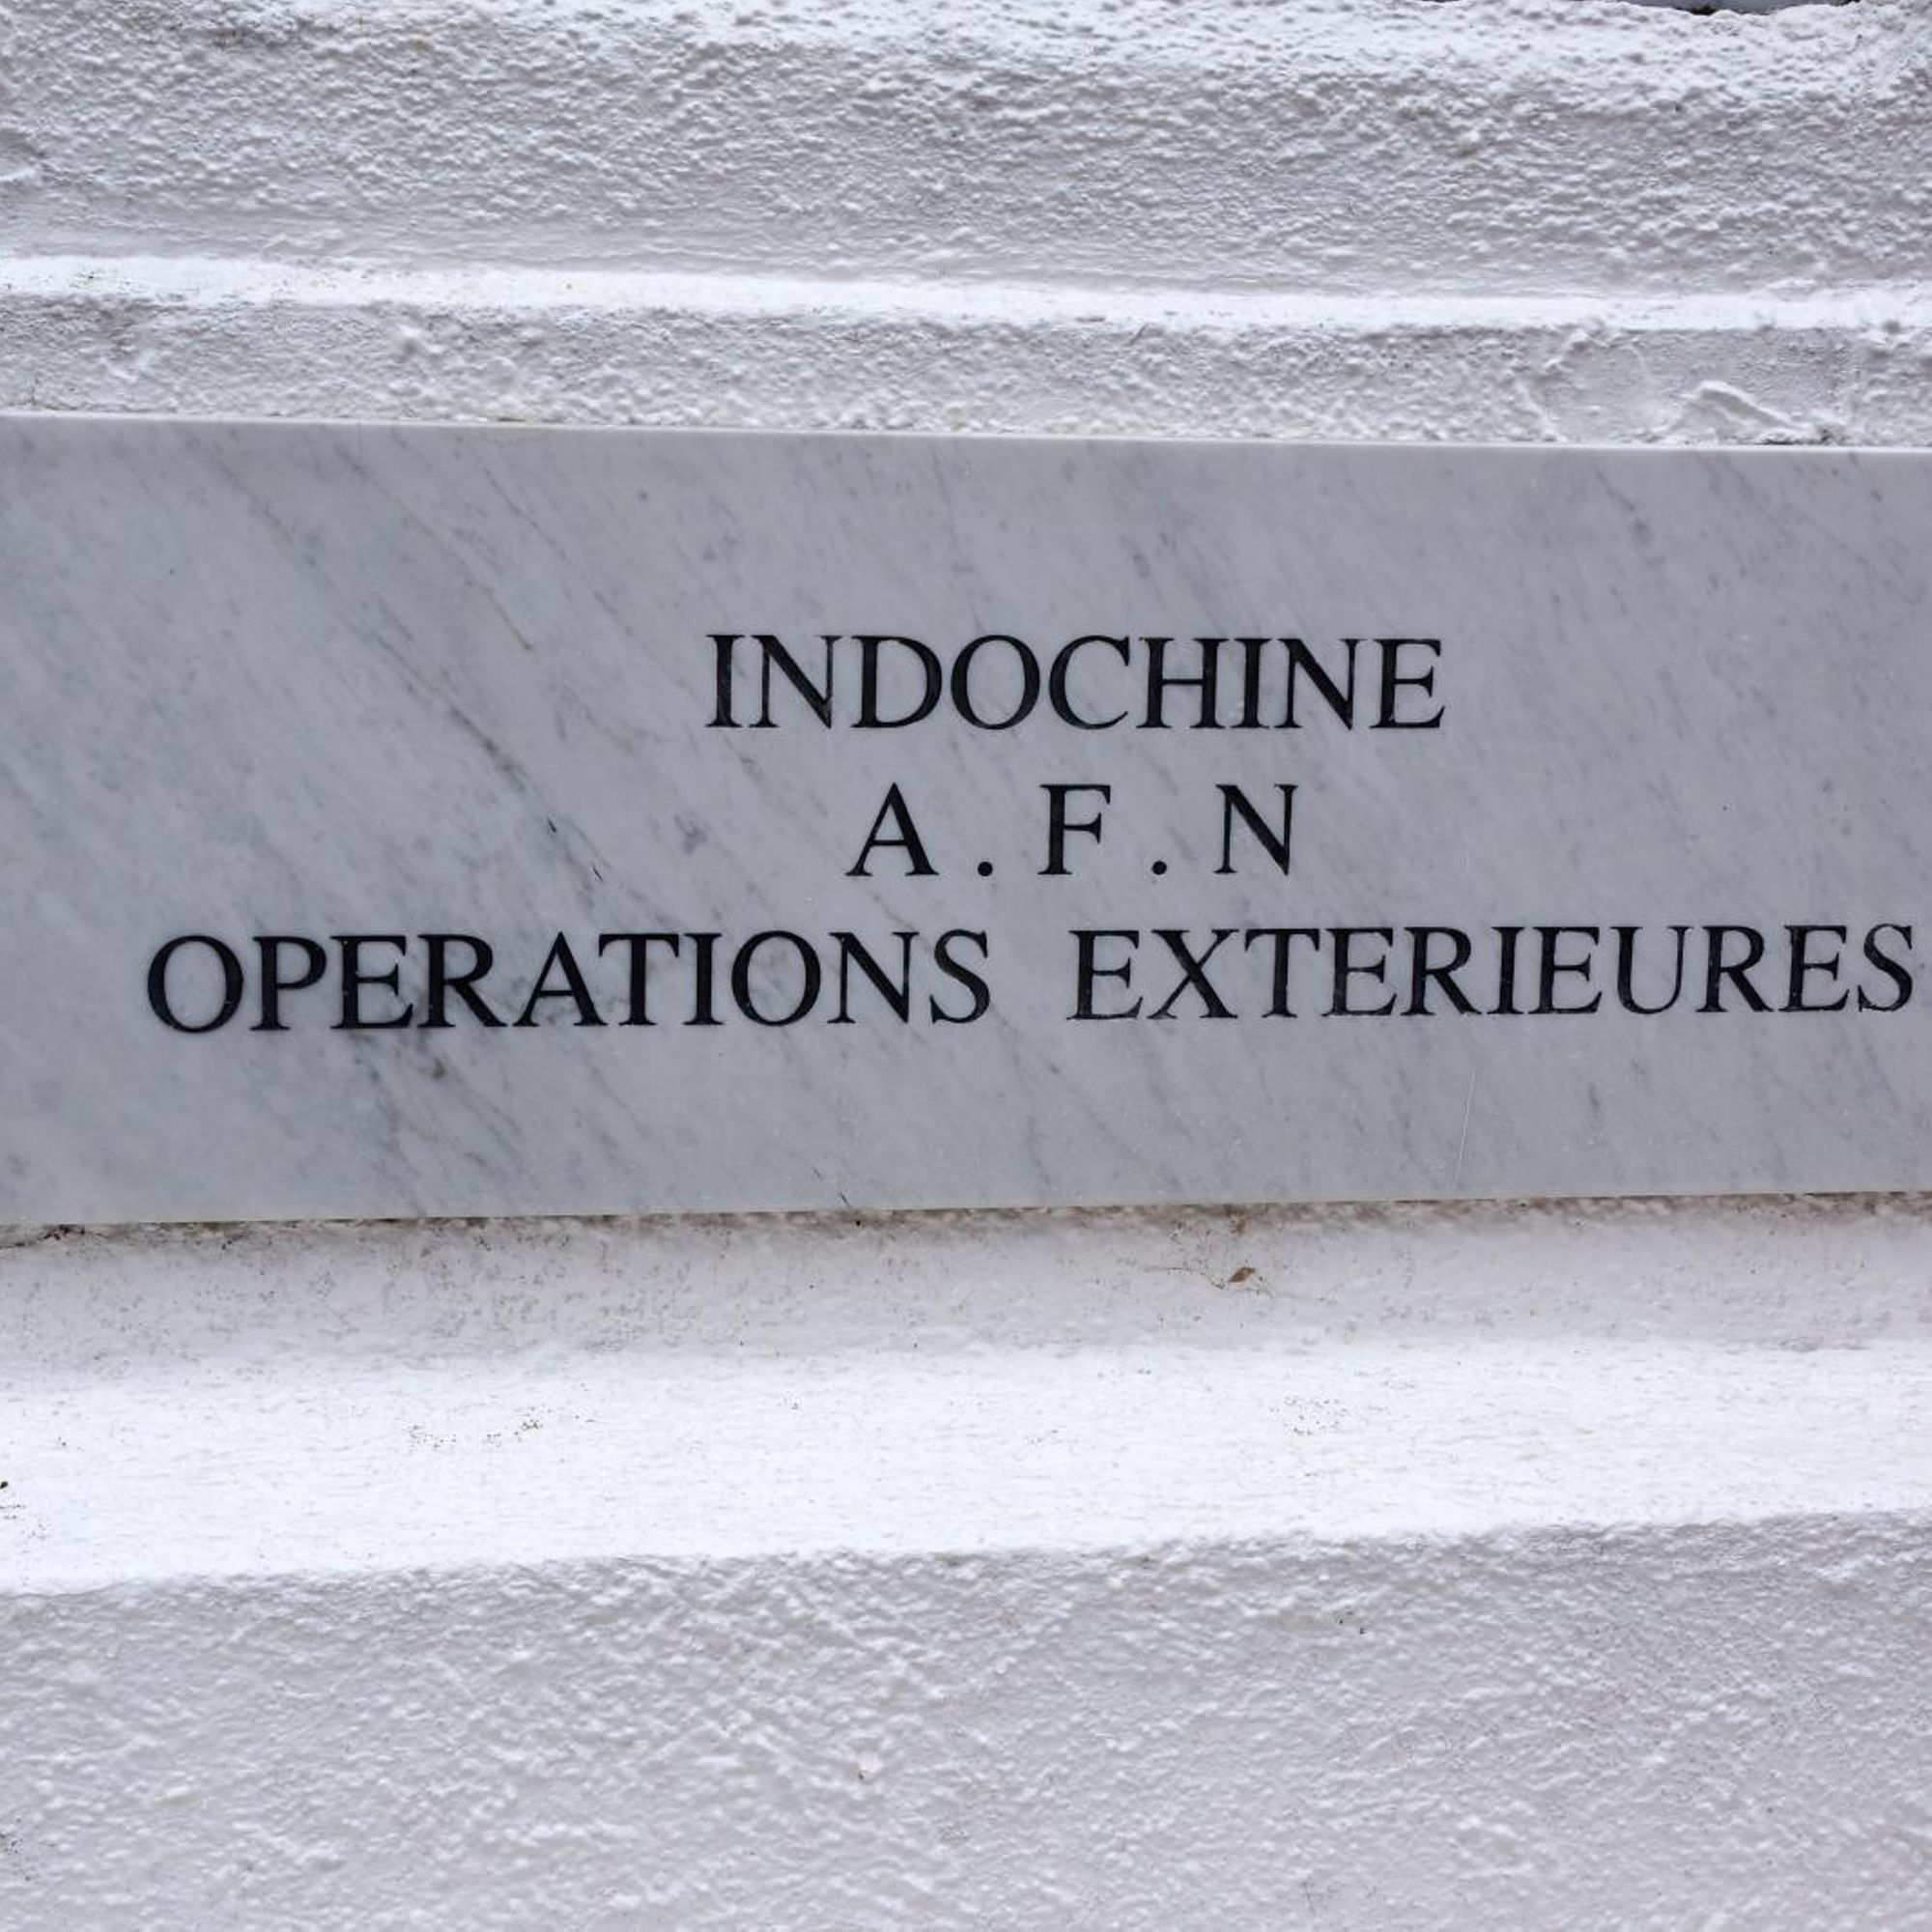 INDOCHINE
A . F . N
OPERATIONS EXTERIEURES